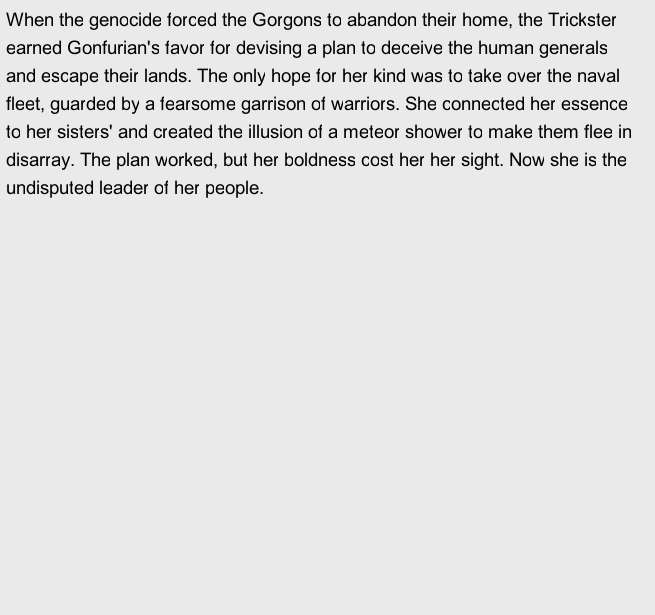 When the genocide forced the Gorgons to abandon their home, the Trickster
earned Gonfurian's favor for devising a plan to deceive the human generals
and escape their lands. The only hope for her kind was to take over the naval
fleet, guarded by a fearsome garrison of warriors. She connected her essence
to her sisters' and created the illusion of a meteor shower to make them flee in
disarray. The plan worked, but her boldness cost her her sight. Now she is the
undisputed leader of her people.